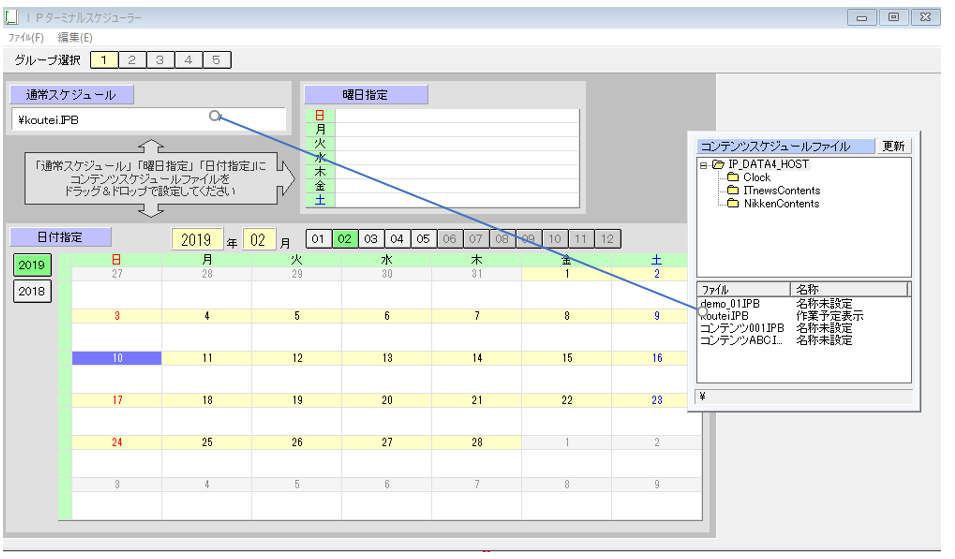 IPターミナルスケジューラー
ファイル(F) 編集(E)
グループ選択 1 2 3 4 5
通常スケジュール
¥koutei.IPB
「通常スケジュール」「曜日指定」「日付指定」に
コンテンツスケジュールファイルを
ドラッグ&ドロップで設定してください
曜日指定
日
月
火
水
木
金
土
コンテンツスケジュールファイル 更新
IP_DATA4_HOST
Clock
ITnewsContents
NikkenContents
ファイル 名称
demo_01.IPB 名称未設定
koutei.IPB 作業予定表示
コンテンツ001.IPB 名称未設定
コンテンツABC.I... 名称未設定
¥
日付指定
2019 年 02 月 01 02 03 04 05 06 07 08 09 10 11 12
2019
2018
日 月 火 水 木 金 土
27 28 29 30 31 1 2
3 4 5 6 7 8 9
10 11 12 13 14 15 16
17 18 19 20 21 22 23
24 25 26 27 28 1 2
3 4 5 6 7 8 9